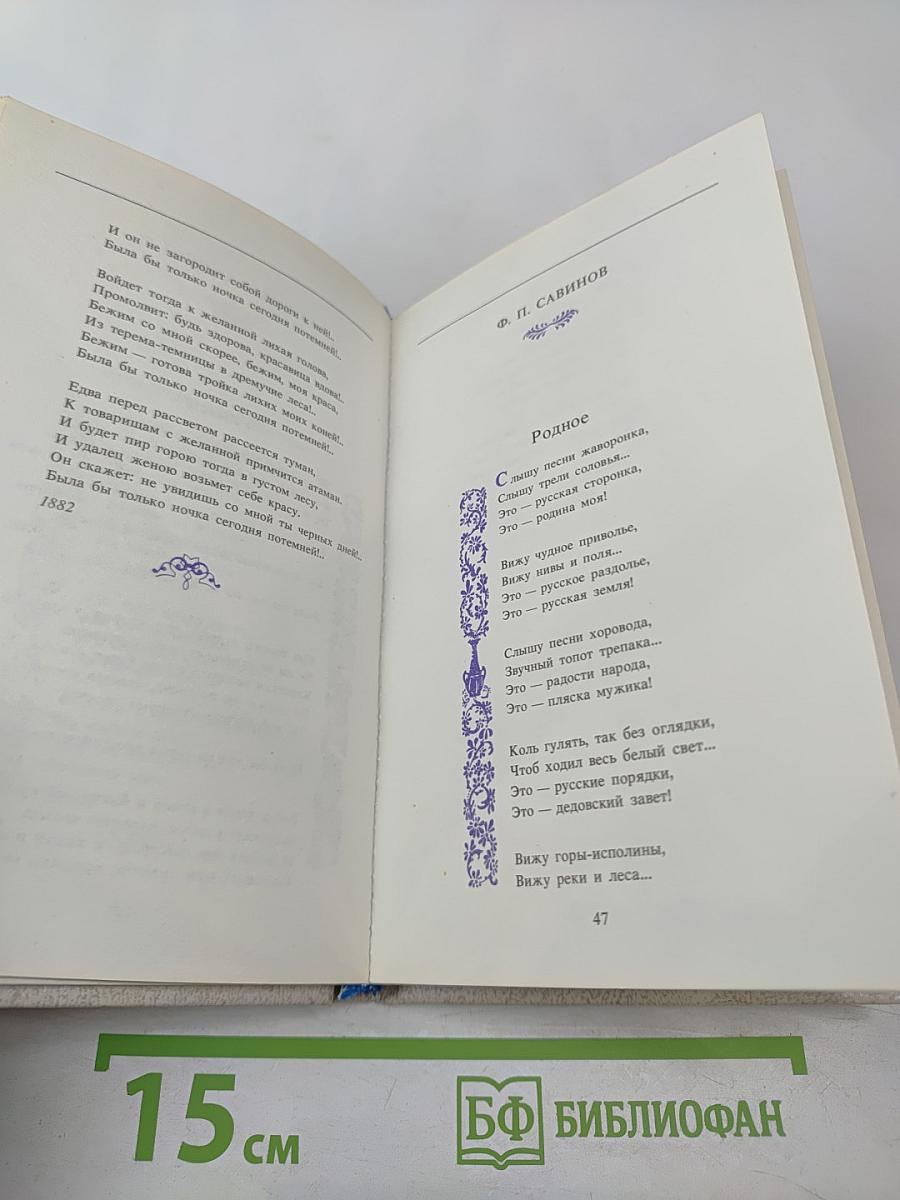 И он не загородит собой дороги к ней!..
Была бы только ночка сегодня потемней!..
Войдет тогда к желанной лихая голова,
Промолвит: будь здорова, красавица вдова!..
Бежим со мной скорее, бежим, моя краса,
Из терема-темницы в дремучие леса!..
Бежим — готова тройка лихих моих коней!..
Была бы только ночка сегодня потемней!..
Едва перед рассветом рассеется туман,
К товарищам с желанной примчится атаман.
И будет пир горою тогда в густом лесу,
И удалец женою возьмет себе красу.
Он скажет: не увидишь со мной ты черных дней!..
Была бы только ночка сегодня потемней!..
1882
Ф. П. САВИНОВ
Родное
Слышу песни жаворонка,
Слышу трели соловья...
Это — русская сторонка,
Это — родина моя!
Вижу чудное приволье,
Вижу нивы и поля...
Это — русское раздолье,
Это — русская земля!
Слышу песни хоровода,
Звучный топот трепака...
Это — радости народа,
Это — пляска мужика!
Коль гулять, так без оглядки,
Чтоб ходил весь белый свет...
Это — русские порядки,
Это — дедовский завет!
Вижу горы-исполины,
Вижу реки и леса...
47
15 см
БФ БИБЛИОФАН